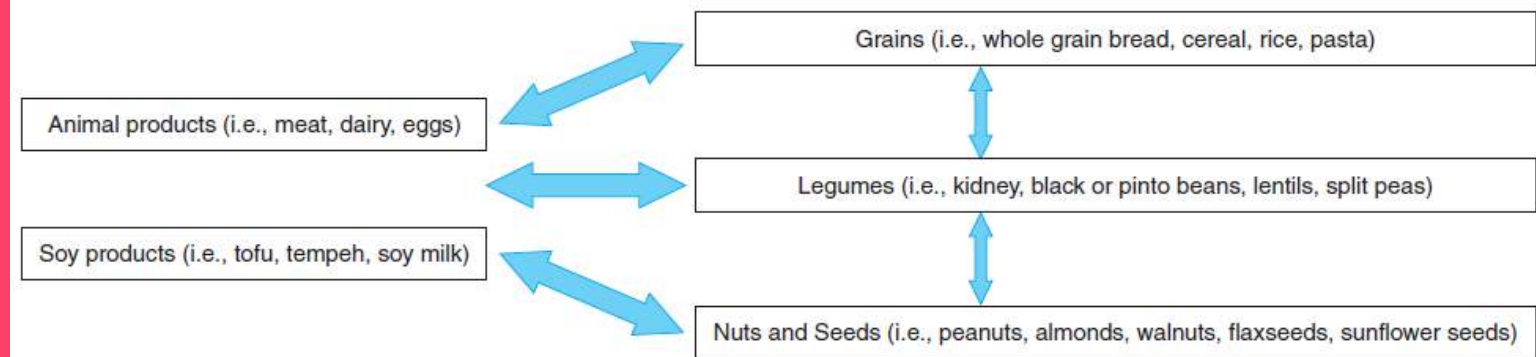 Grains (i.e., whole grain bread, cereal, rice, pasta)
Animal products (i.e., meat, dairy, eggs)
Legumes (i.e., kidney, black or pinto beans, lentils, split peas)
Soy products (i.e., tofu, tempeh, soy milk)
Nuts and Seeds (i.e., peanuts, almonds, walnuts, flaxseeds, sunflower seeds)